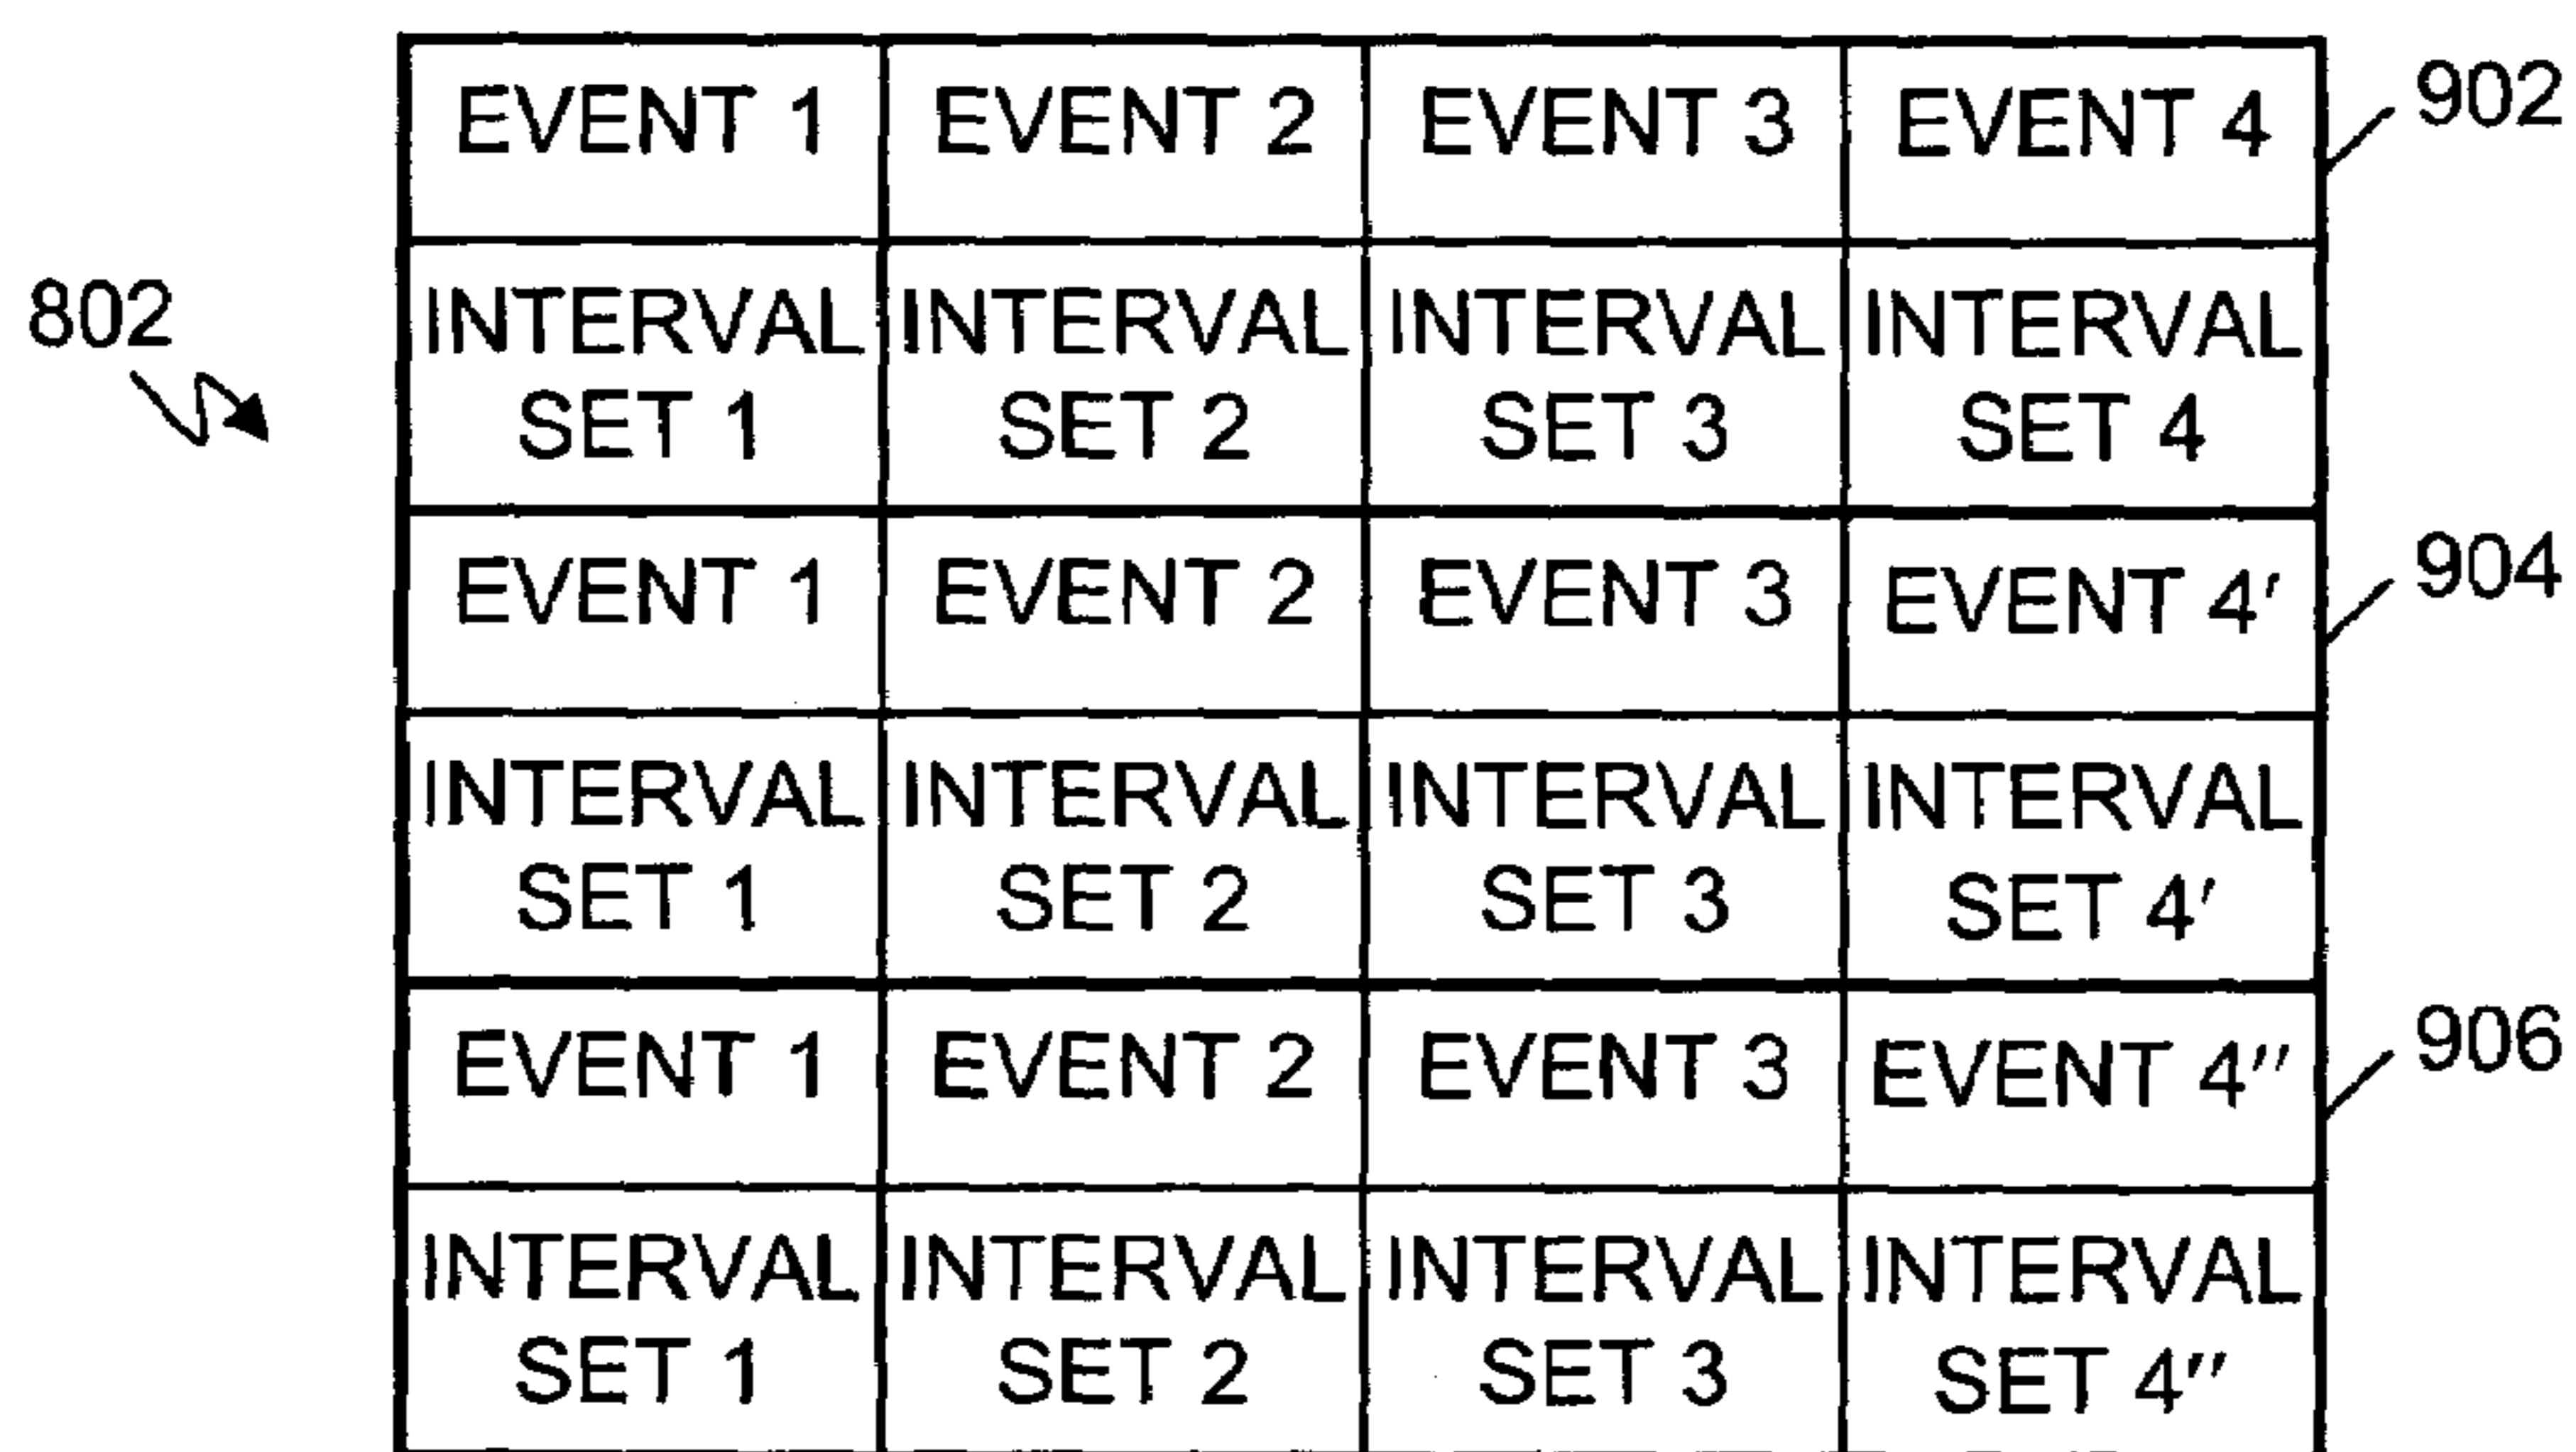 EVENT 1 EVENT 2 EVENT 3 EVENT 4 902
802 INTERVAL INTERVAL INTERVAL INTERVAL
SET 1 SET 2 SET 3 SET 4
EVENT 1 EVENT 2 EVENT 3 EVENT 4' 904
INTERVAL INTERVAL INTERVAL INTERVAL
SET 1 SET 2 SET 3 SET 4'
EVENT 1 EVENT 2 EVENT 3 EVENT 4" 906
INTERVAL INTERVAL INTERVAL INTERVAL
SET 1 SET 2 SET 3 SET 4"